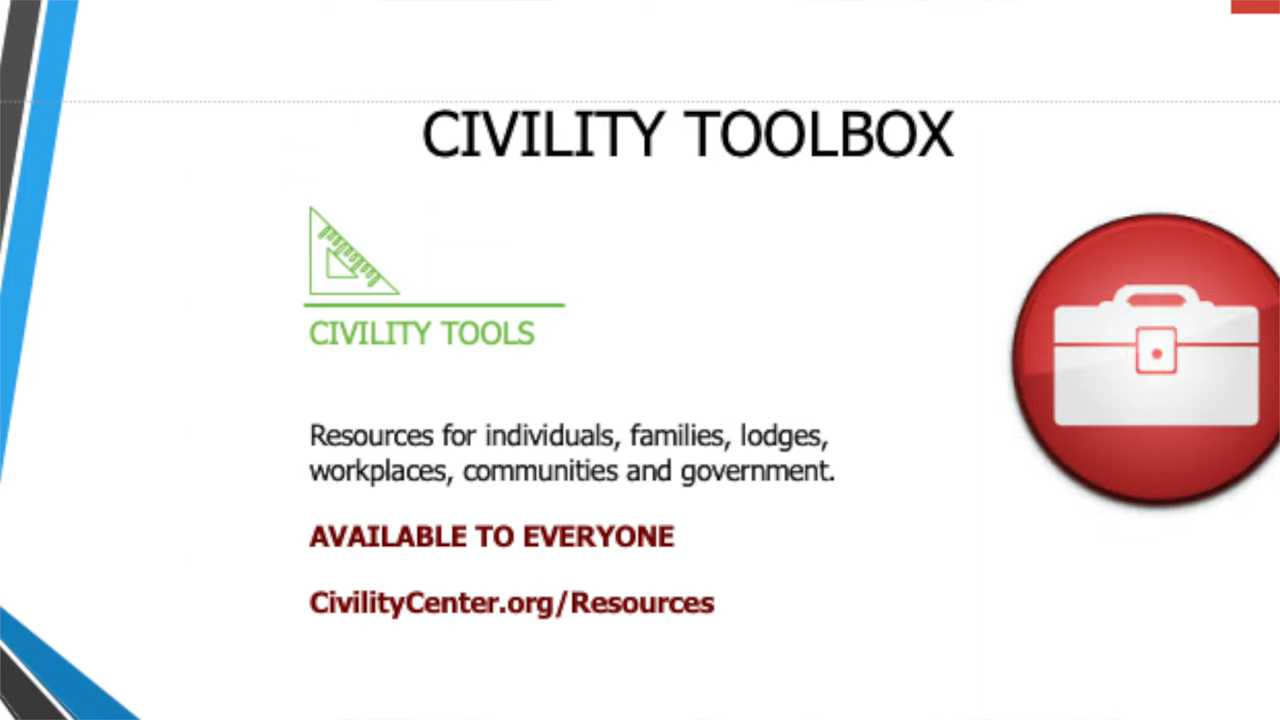 CIVILITY TOOLBOX
CIVILITY TOOLS
Resources for individuals, families, lodges,
workplaces, communities and government.
AVAILABLE TO EVERYONE
CivilityCenter.org/Resources